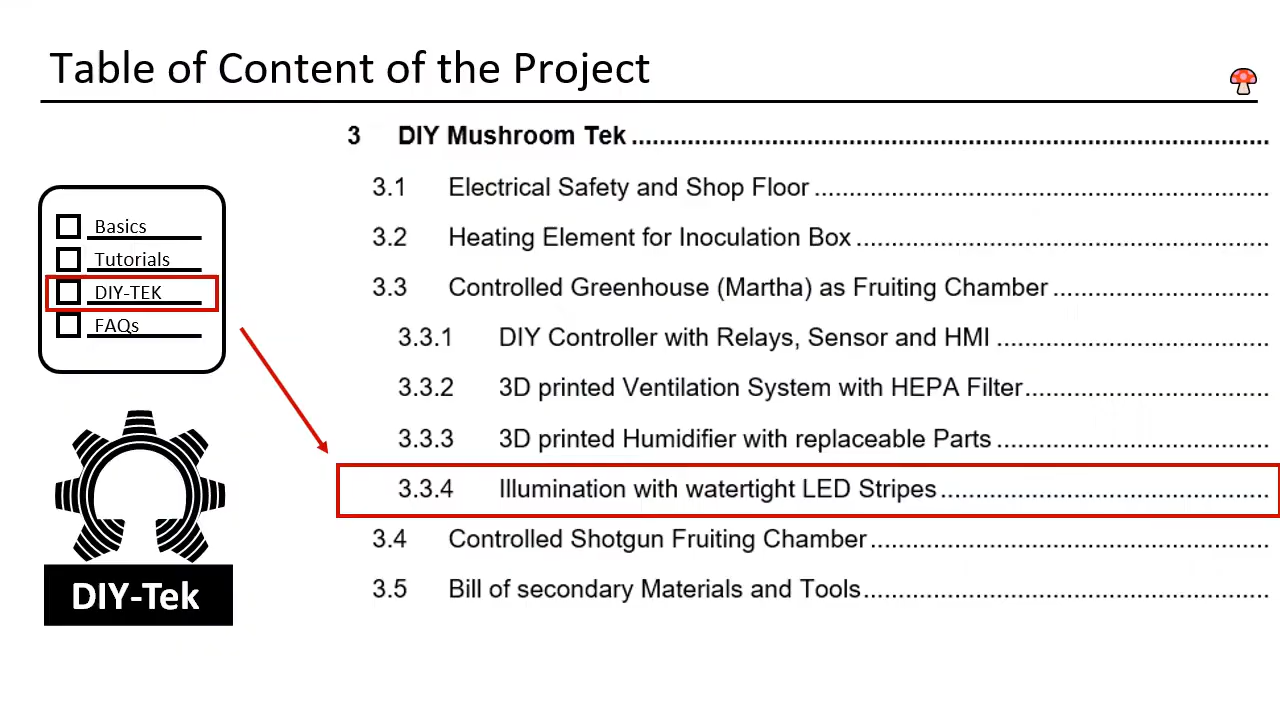 Table of Content of the Project
Basics
Tutorials
DIY-TEK
FAQs
DIY-Tek
3 DIY Mushroom Tek
3.1 Electrical Safety and Shop Floor
3.2 Heating Element for Inoculation Box
3.3 Controlled Greenhouse (Martha) as Fruiting Chamber
3.3.1 DIY Controller with Relays, Sensor and HMI
3.3.2 3D printed Ventilation System with HEPA Filter
3.3.3 3D printed Humidifier with replaceable Parts
3.3.4 Illumination with watertight LED Stripes
3.4 Controlled Shotgun Fruiting Chamber
3.5 Bill of secondary Materials and Tools